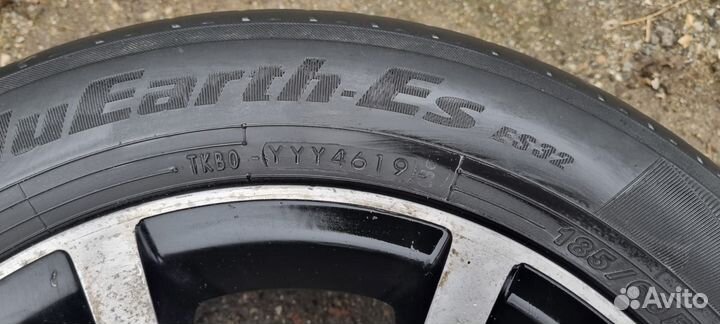 luEarth-Es ES32
TKB0 -(YYY4619
185/
Avito